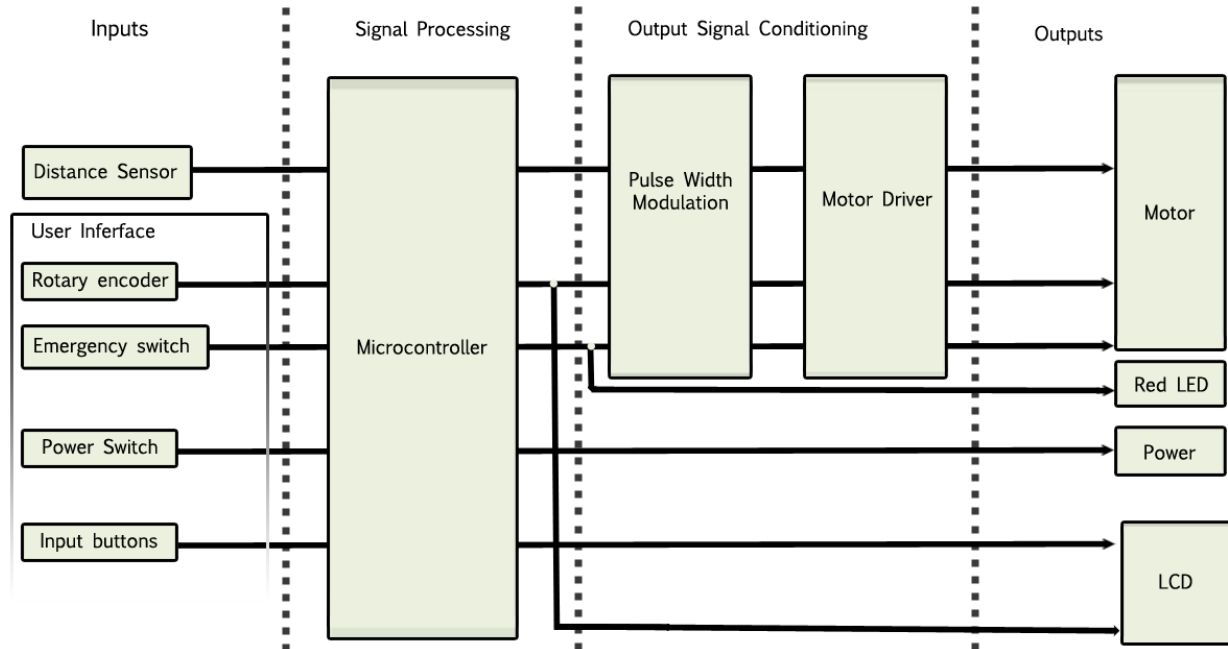 Inputs
Signal Processing
Output Signal Conditioning
Outputs
Distance Sensor
User Inferface
Rotary encoder
Emergency switch
Power Switch
Input buttons
Microcontroller
Pulse Width
Modulation
Motor Driver
Motor
Red LED
Power
LCD